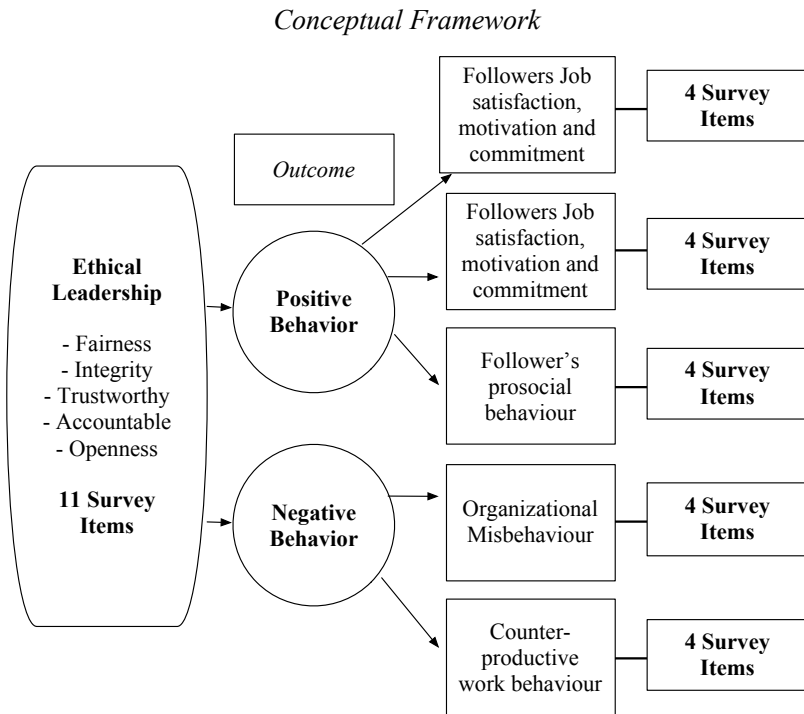 Conceptual Framework
Ethical
Leadership
- Fairness
- Integrity
- Trustworthy
- Accountable
- Openness
11 Survey
Items
Outcome
Positive
Behavior
Negative
Behavior
Followers Job
satisfaction,
motivation and
commitment
4 Survey
Items
Followers Job
satisfaction,
motivation and
commitment
4 Survey
Items
Follower’s
prosocial
behaviour
4 Survey
Items
Organizational
Misbehaviour
4 Survey
Items
Counter-
productive
work behaviour
4 Survey
Items